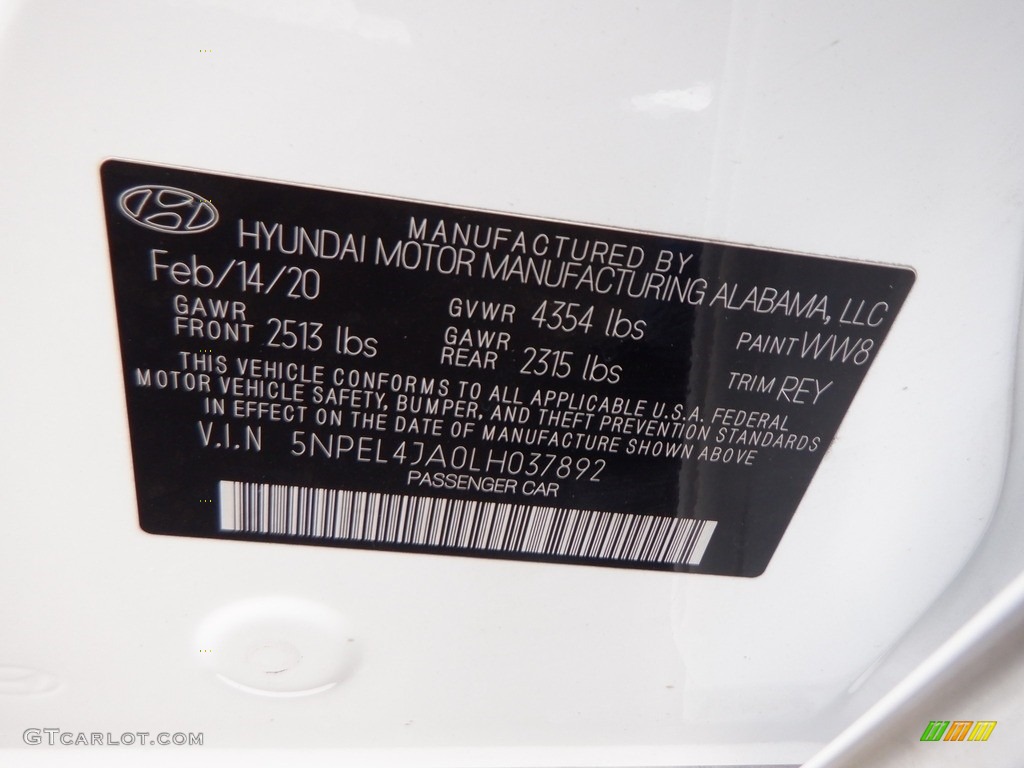 MANUFACTURED BY
HYUNDAI MOTOR MANUFACTURING ALABAMA, LLC
Feb/14/20
GVWR 4354 lbs
PAINT WW8
GAWR FRONT 2513 lbs
GAWR REAR 2315 lbs
TRIM REY
THIS VEHICLE CONFORMS TO ALL APPLICABLE U.S.A. FEDERAL
MOTOR VEHICLE SAFETY, BUMPER, AND THEFT PREVENTION STANDARDS
IN EFFECT ON THE DATE OF MANUFACTURE SHOWN ABOVE
V.I.N 5NPEL4JA0LH037892
PASSENGER CAR
GTCARLOT.COM